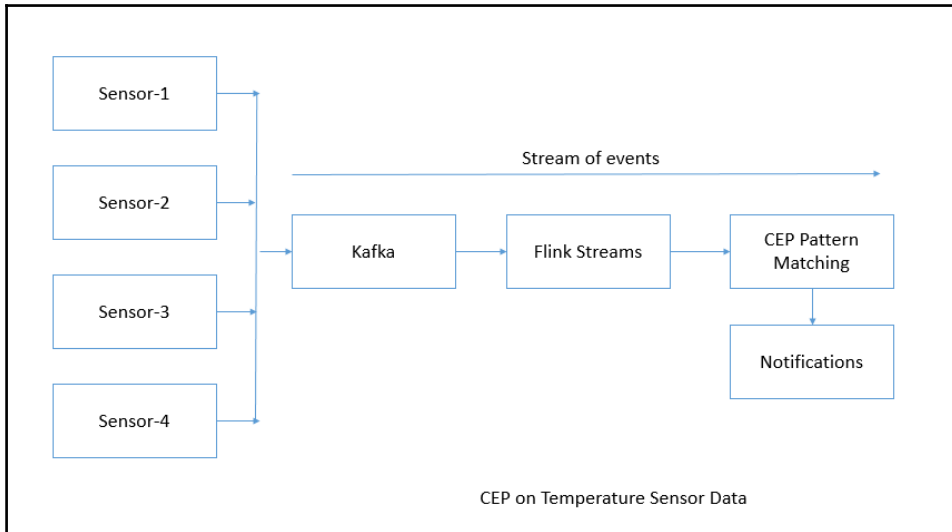 Sensor-1
Sensor-2
Sensor-3
Sensor-4
Stream of events
Kafka
Flink Streams
CEP Pattern
Matching
Notifications
CEP on Temperature Sensor Data